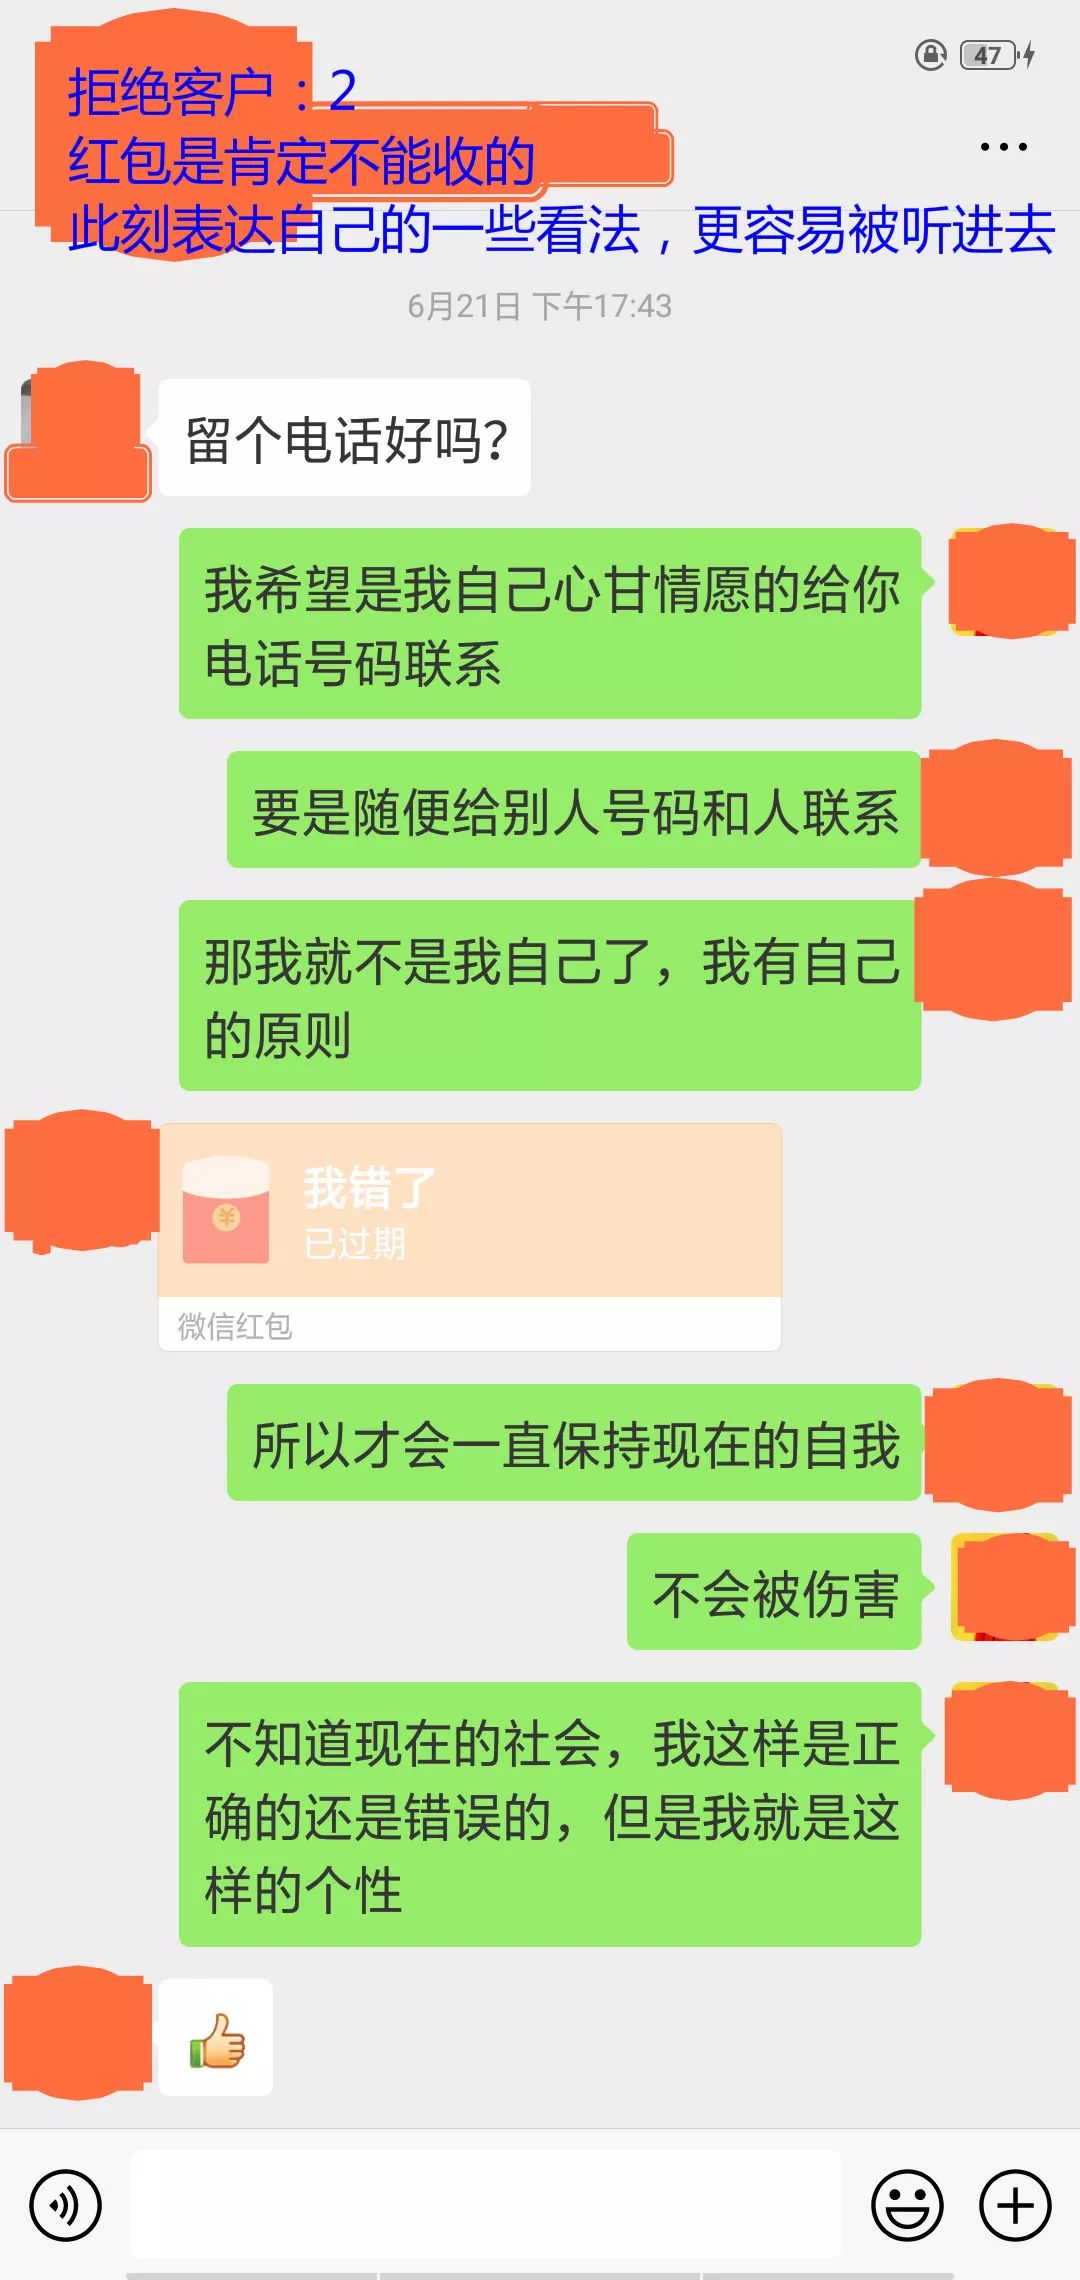 47
拒绝客户：2
红包是肯定不能收的
此刻表达自己的一些看法，更容易被听进去
6月21日 下午17:43
留个电话好吗？
我希望是我自己心甘情愿的给你
电话号码联系
要是随便给别人号码和人联系
那我就不是我自己了，我有自己
的原则
我错了
已过期
微信红包
所以才会一直保持现在的自我
不会被伤害
不知道现在的社会，我这样是正
确的还是错误的，但是我就是这
样的个性